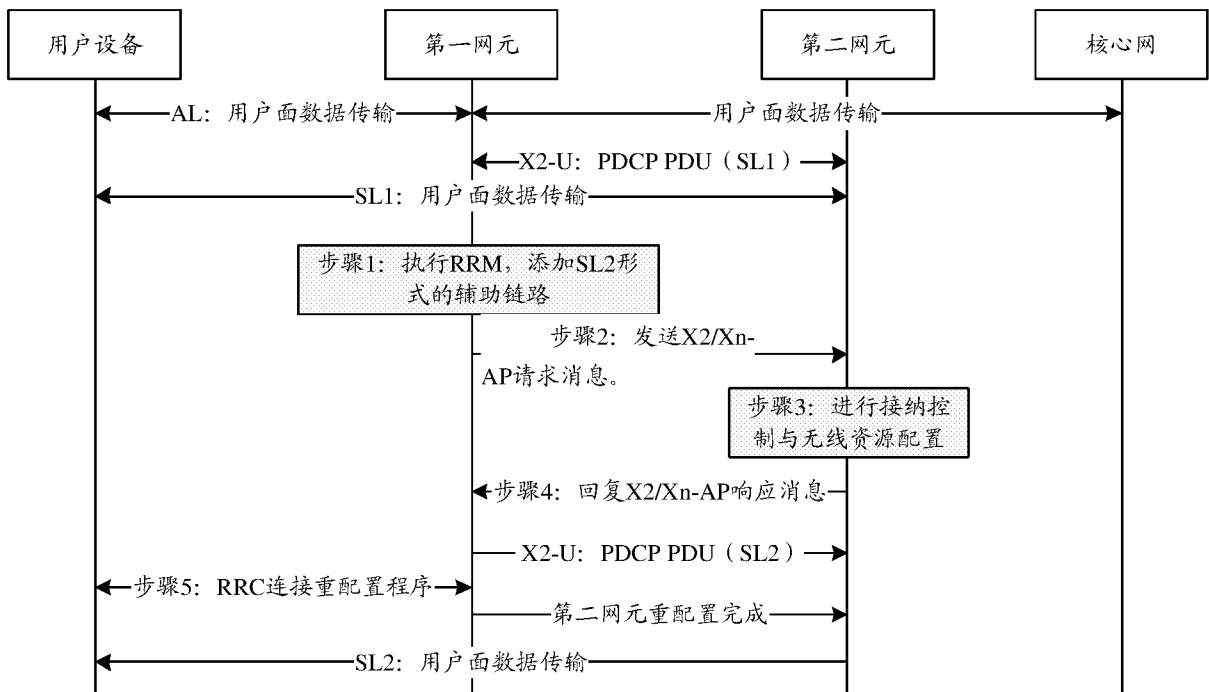 用户设备
第一网元
第二网元
核心网
AL：用户面数据传输
用户面数据传输
X2-U：PDCP PDU（SL1）
SL1：用户面数据传输
步骤1：执行RRM，添加SL2形
式的辅助链路
步骤2：发送X2/Xn-
AP请求消息。
步骤3：进行接纳控
制与无线资源配置
步骤4：回复X2/Xn-AP响应消息
X2-U：PDCP PDU（SL2）
步骤5：RRC连接重配置程序
第二网元重配置完成
SL2：用户面数据传输